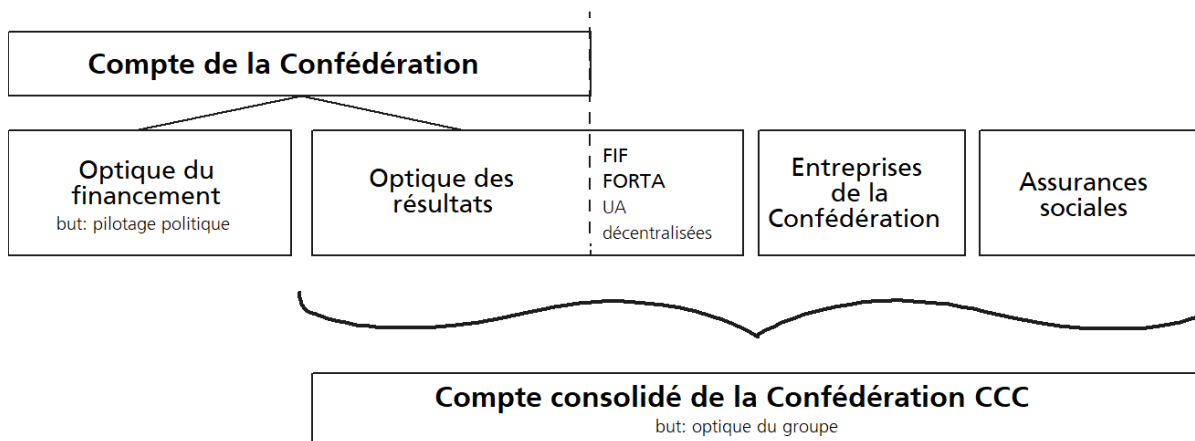 Compte de la Confédération
Optique du
financement
but: pilotage politique
Optique des
résultats
FIF
FORTA
UA
décentralisées
Entreprises
de la
Confédération
Assurances
sociales
Compte consolidé de la Confédération CCC
but: optique du groupe